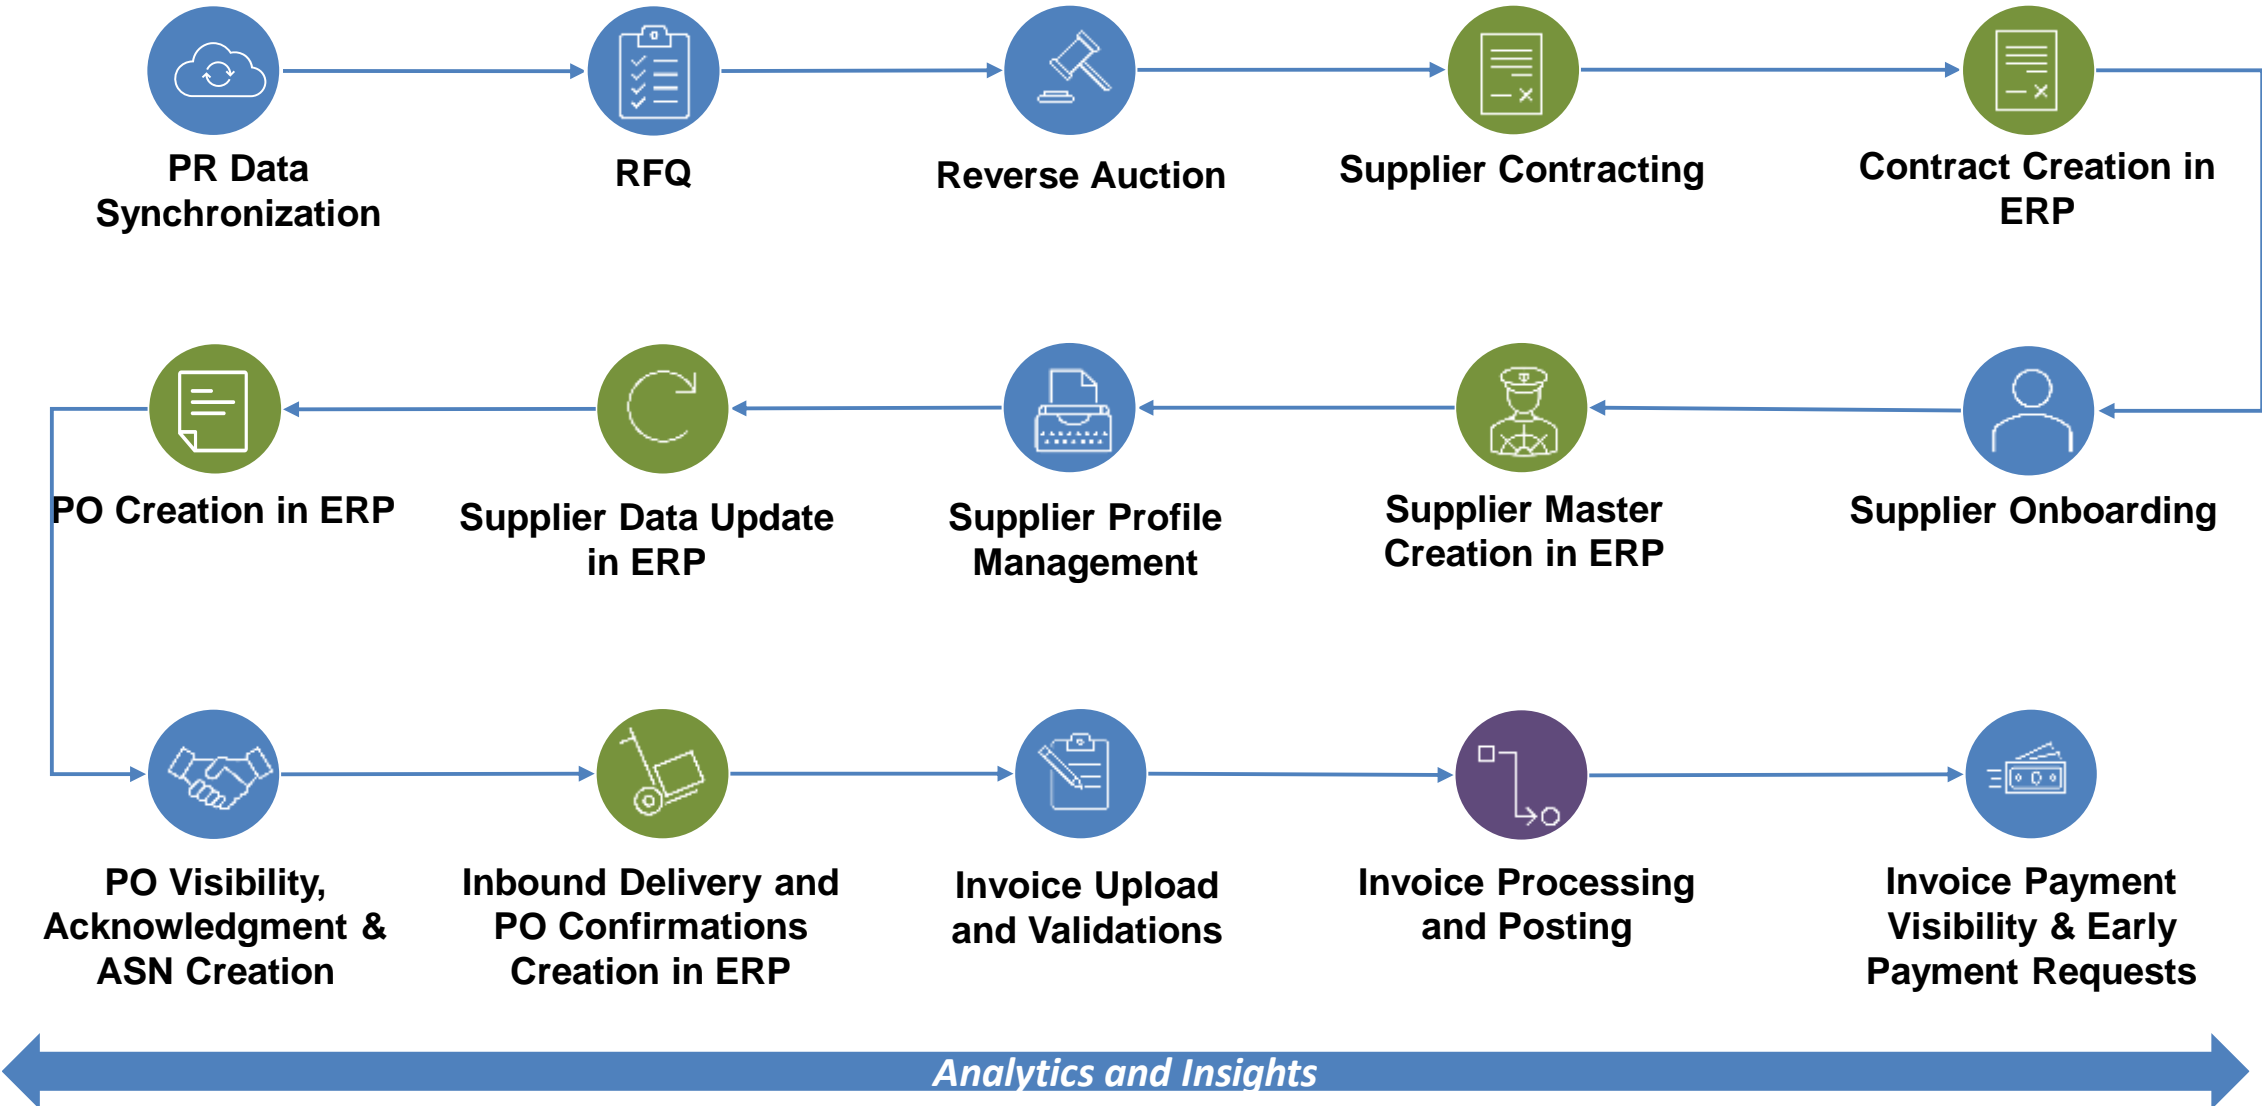 PR Data
Synchronization
RFQ
Reverse Auction
Supplier Contracting
Contract Creation in
ERP
PO Creation in ERP
Supplier Data Update
in ERP
Supplier Profile
Management
Supplier Master
Creation in ERP
Supplier Onboarding
PO Visibility,
Acknowledgment &
ASN Creation
Inbound Delivery and
PO Confirmations
Creation in ERP
Invoice Upload
and Validations
Invoice Processing
and Posting
Invoice Payment
Visibility & Early
Payment Requests
Analytics and Insights